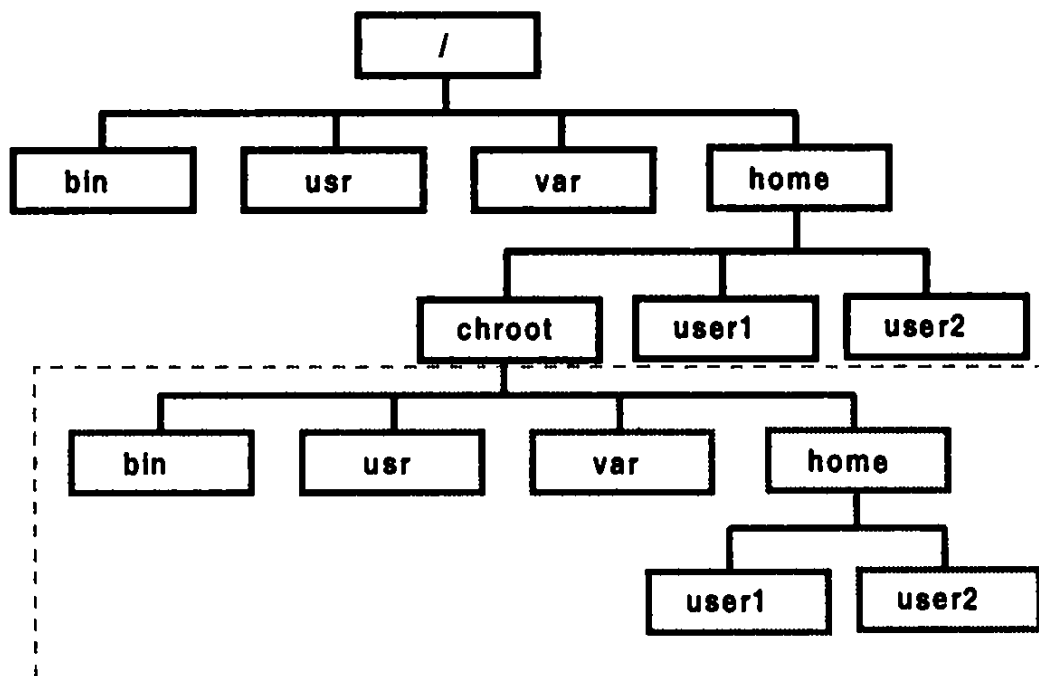 /
bin usr var home
chroot user1 user2
bin usr var home
user1 user2